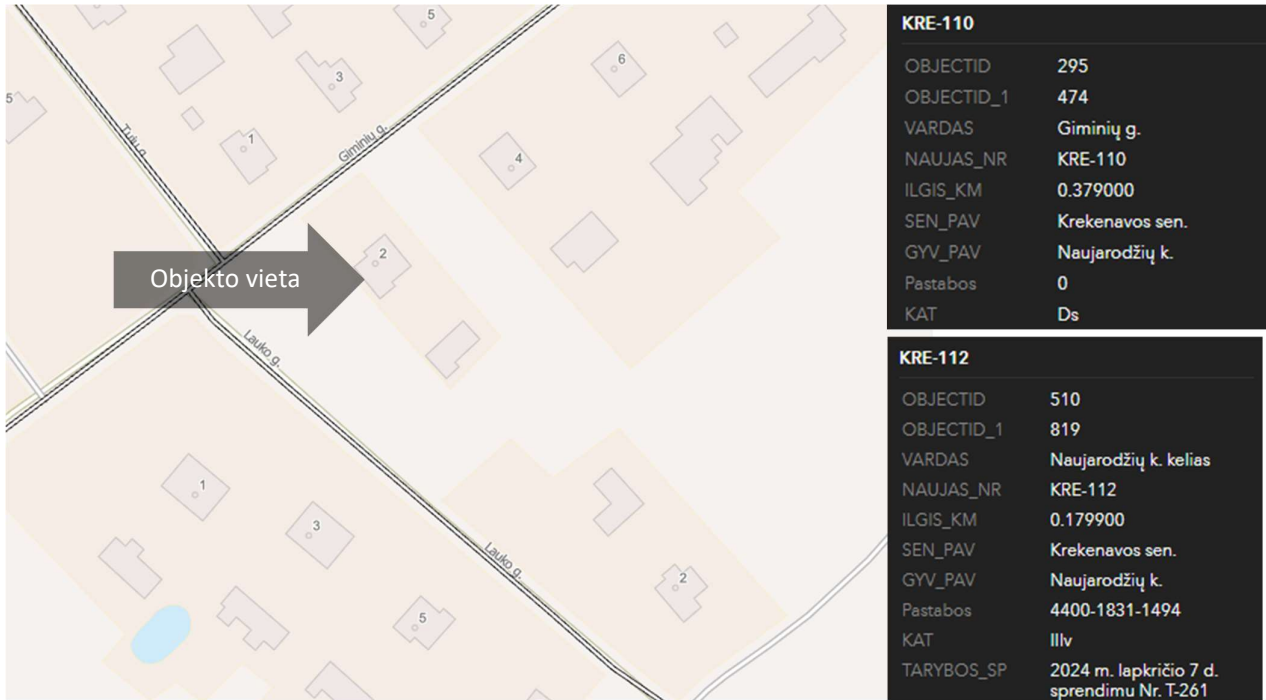 5
6
3
5
Tujų g.
1
Giminių g.
4
2
Objekto vieta
Lauko g.
1
3
Lauko g.
2
5
KRE-110
OBJECTID 295
OBJECTID_1 474
VARDAS Giminių g.
NAUJAS_NR KRE-110
ILGIS_KM 0.379000
SEN_PAV Krekenavos sen.
GYV_PAV Naujarodžių k.
Pastabos 0
KAT Ds
KRE-112
OBJECTID 510
OBJECTID_1 819
VARDAS Naujarodžių k. kelias
NAUJAS_NR KRE-112
ILGIS_KM 0.179900
SEN_PAV Krekenavos sen.
GYV_PAV Naujarodžių k.
Pastabos 4400-1831-1494
KAT IIIv
TARYBOS_SP 2024 m. lapkričio 7 d.
sprendimu Nr. T-261